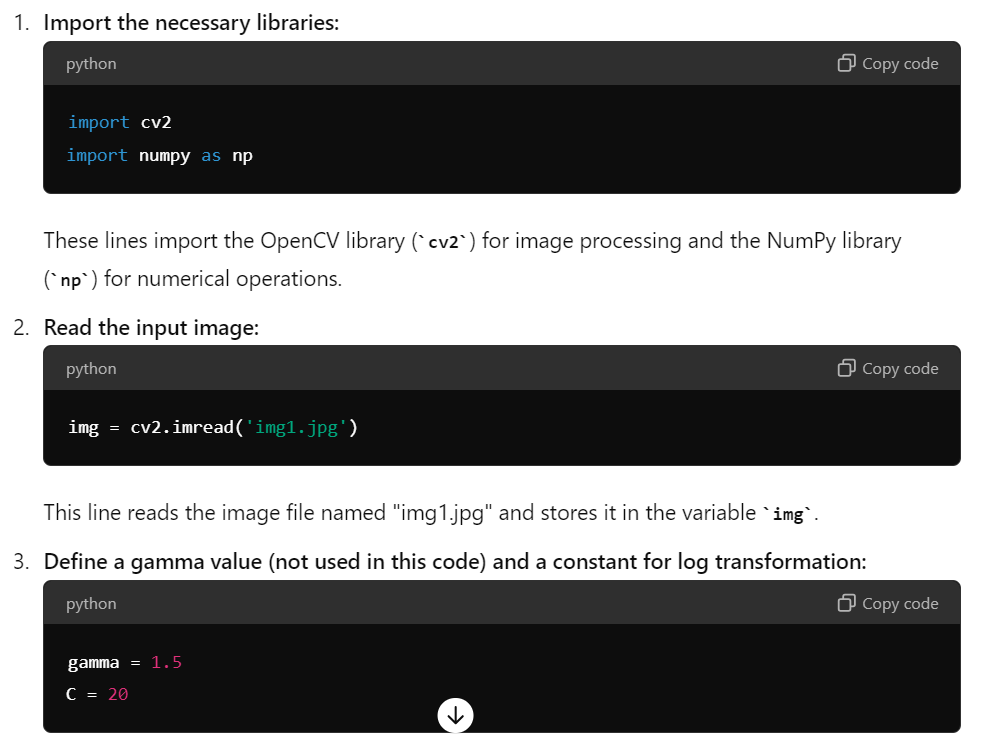 1. Import the necessary libraries:
python Copy code
import cv2
import numpy as np
These lines import the OpenCV library (`cv2`) for image processing and the NumPy library
(`np`) for numerical operations.
2. Read the input image:
python Copy code
img = cv2.imread('img1.jpg')
This line reads the image file named "img1.jpg" and stores it in the variable `img`.
3. Define a gamma value (not used in this code) and a constant for log transformation:
python Copy code
gamma = 1.5
C = 20